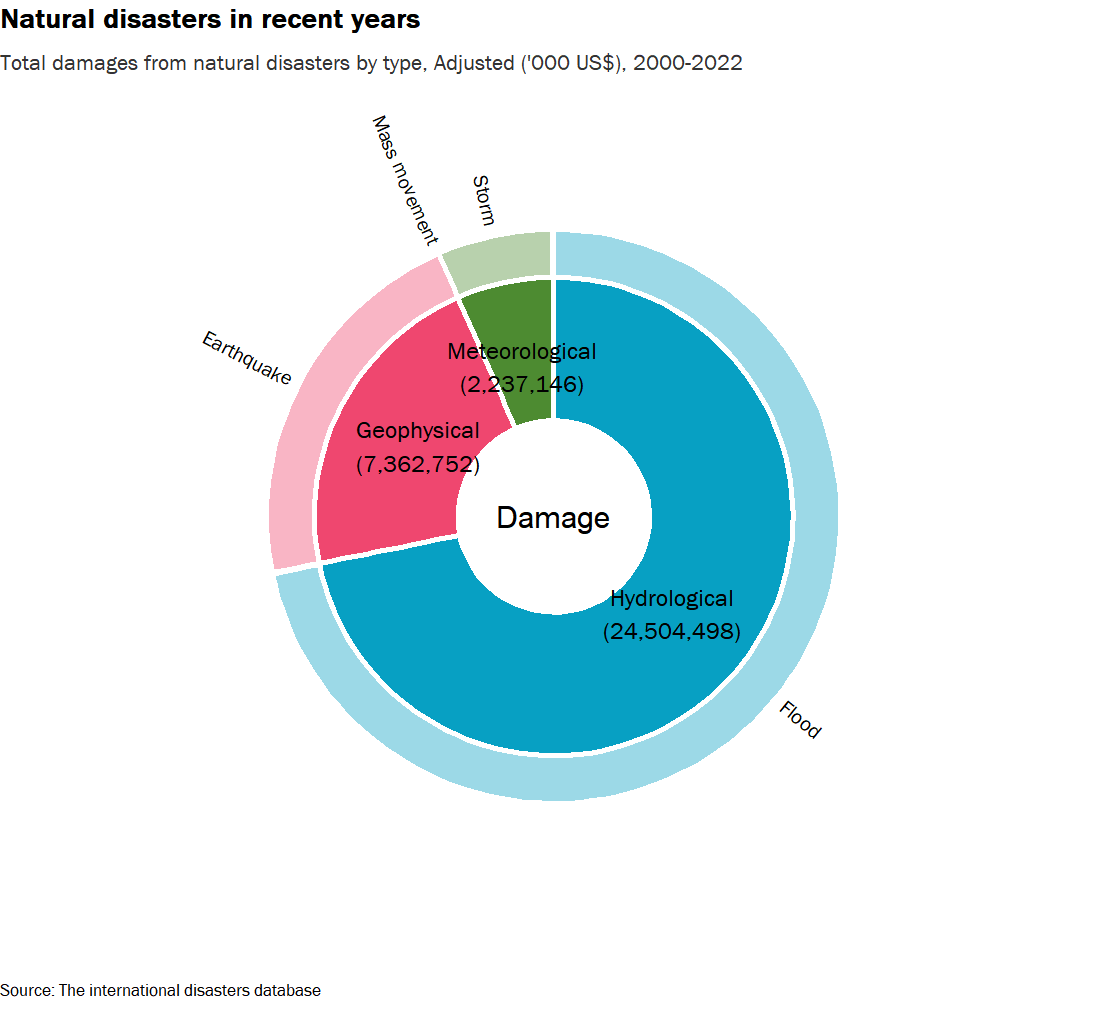 Natural disasters in recent years
Total damages from natural disasters by type, Adjusted ('000 US$), 2000-2022
Mass movement
Storm
Earthquake
Meteorological
(2,237,146)
Geophysical
(7,362,752)
Damage
Hydrological
(24,504,498)
Flood
Source: The international disasters database